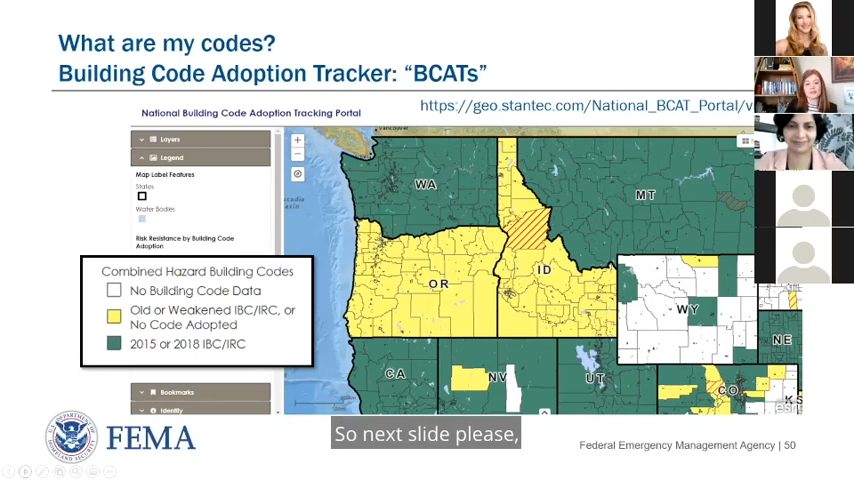 What are my codes?
Building Code Adoption Tracker: “BCATs”
https://geo.stantec.com/National_BCAT_Portal/v
National Building Code Adoption Tracking Portal
Layers
Legend
Map Label Features
States
Water Bodies
Risk Resistance by Building Code
Adoption
Combined Hazard Building Codes
No Building Code Data
Old or Weakened IBC/IRC, or
No Code Adopted
2015 or 2018 IBC/IRC
Bookmarks
Identify
Vancouver
WA
MT
OR
ID
WY
NE
CA
NV
UT
CO
KS
esri
FEMA
So next slide please,
Federal Emergency Management Agency | 50